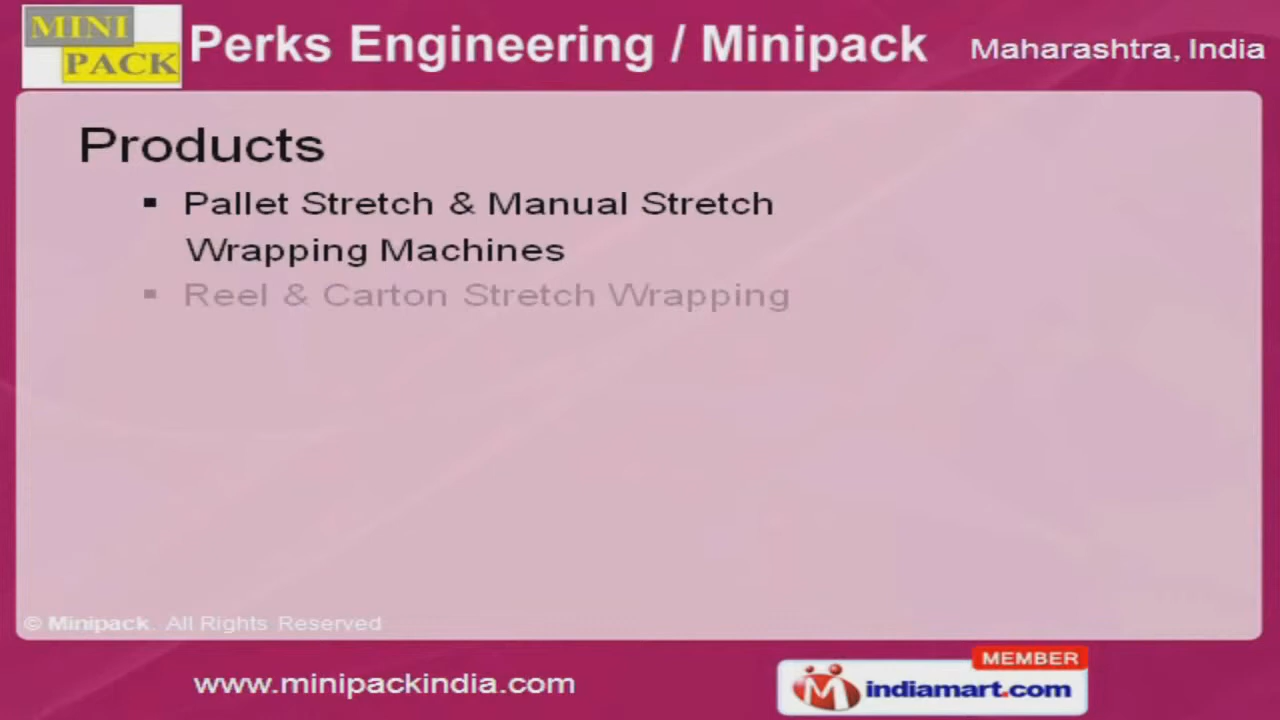 MINI
PACK
Perks Engineering / Minipack
Maharashtra, India
Products
▪ Pallet Stretch & Manual Stretch
Wrapping Machines
▪ Reel & Carton Stretch Wrapping
© Minipack. All Rights Reserved
www.minipackindia.com
MEMBER
indiamart.com